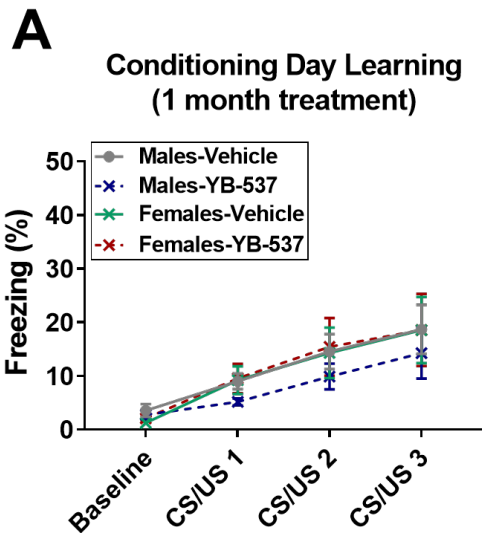 A
Conditioning Day Learning
(1 month treatment)
Males-Vehicle
Males-YB-537
Females-Vehicle
Females-YB-537
Freezing (%)
50
40
30
20
10
0
Baseline
CS/US 1
CS/US 2
CS/US 3